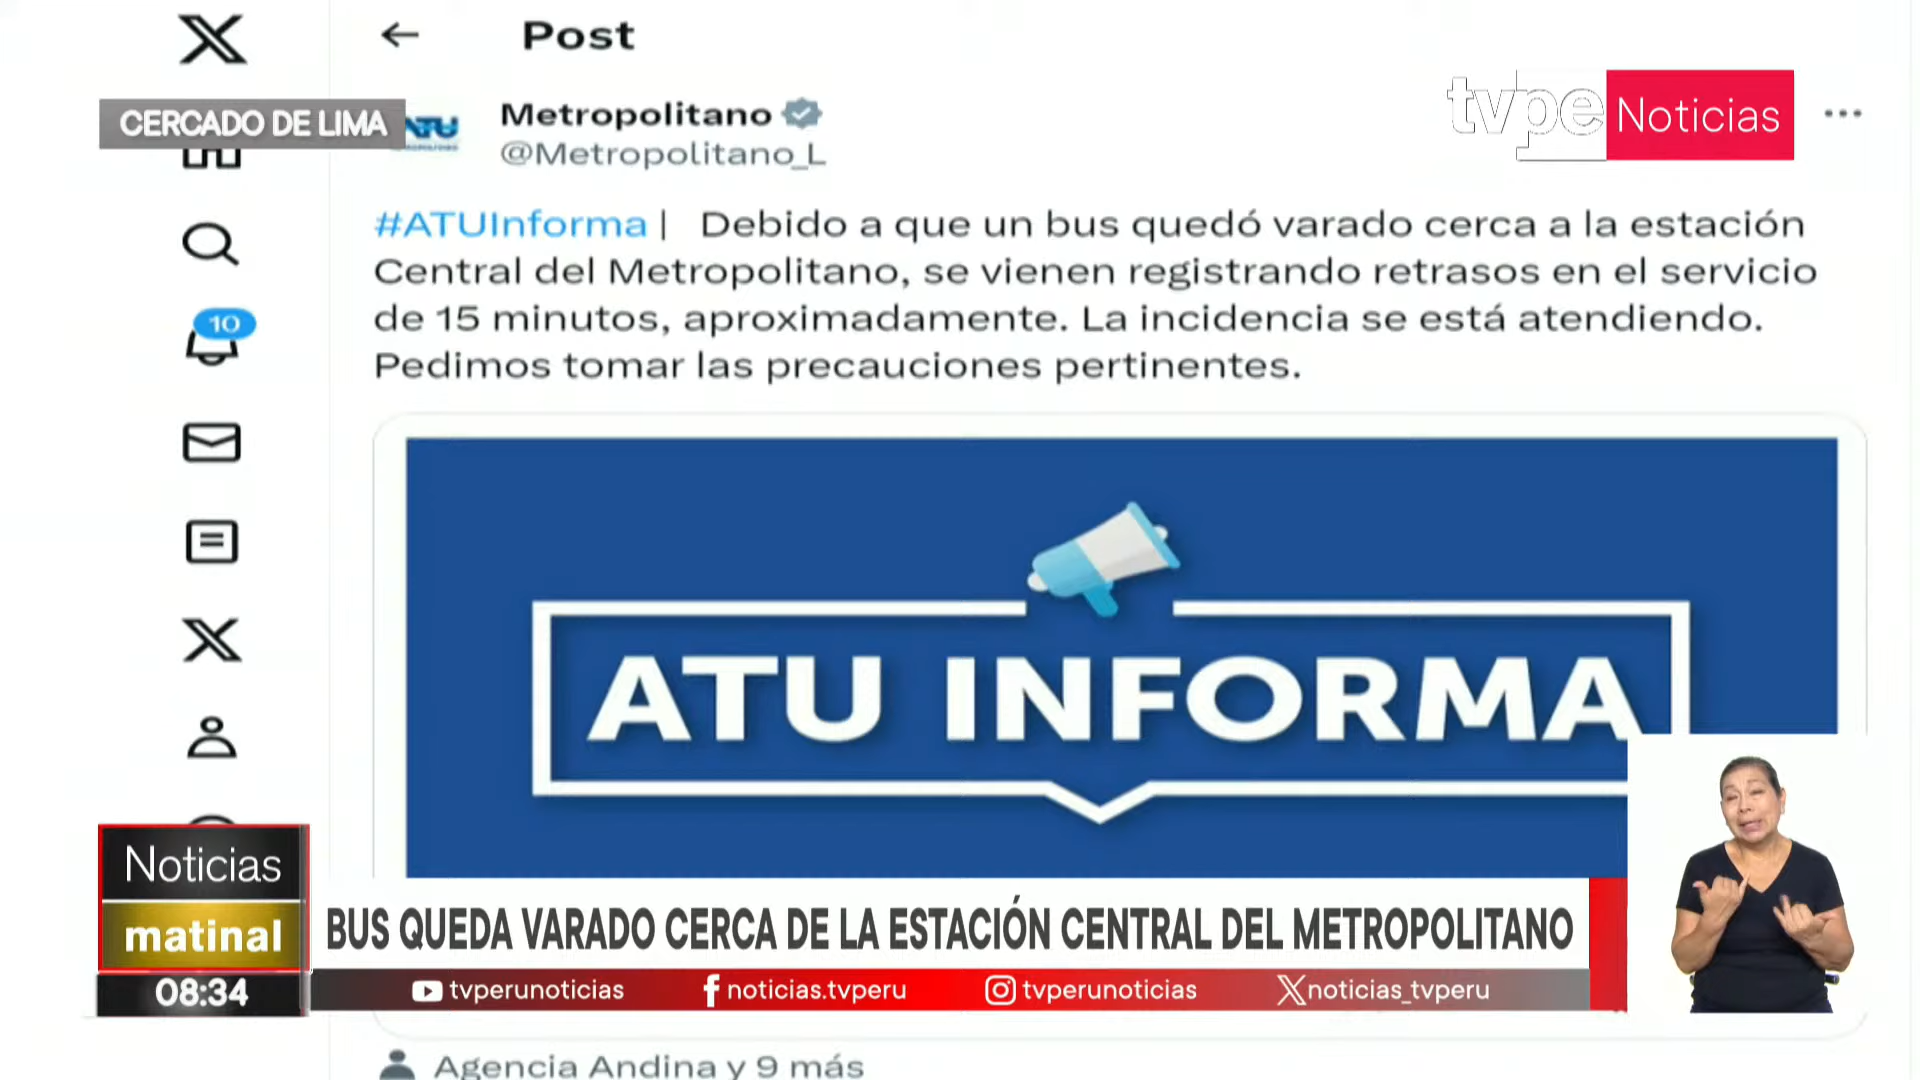 Post
CERCADO DE LIMA
ATU
Metropolitano
@Metropolitano_L
tvpe Noticias
#ATUInforma | Debido a que un bus quedó varado cerca a la estación
Central del Metropolitano, se vienen registrando retrasos en el servicio
de 15 minutos, aproximadamente. La incidencia se está atendiendo.
Pedimos tomar las precauciones pertinentes.
10
ATU INFORMA
Noticias
matinal
08:34
BUS QUEDA VARADO CERCA DE LA ESTACIÓN CENTRAL DEL METROPOLITANO
tvperunoticias noticias.tvperu tvperunoticias noticias_tvperu
Agencia Andina y 9 más